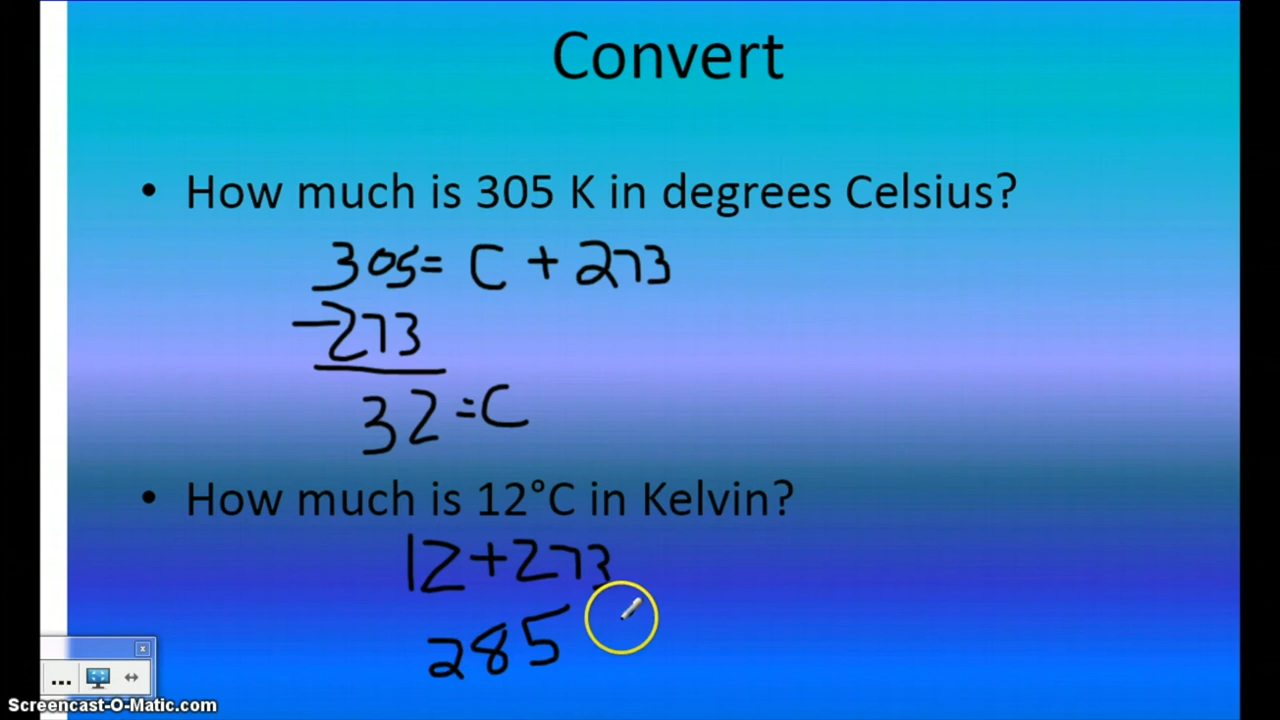 Convert
• How much is 305 K in degrees Celsius?
305= C + 273
-273
32 =C
• How much is 12°C in Kelvin?
12+273
285
...
Screencast-O-Matic.com